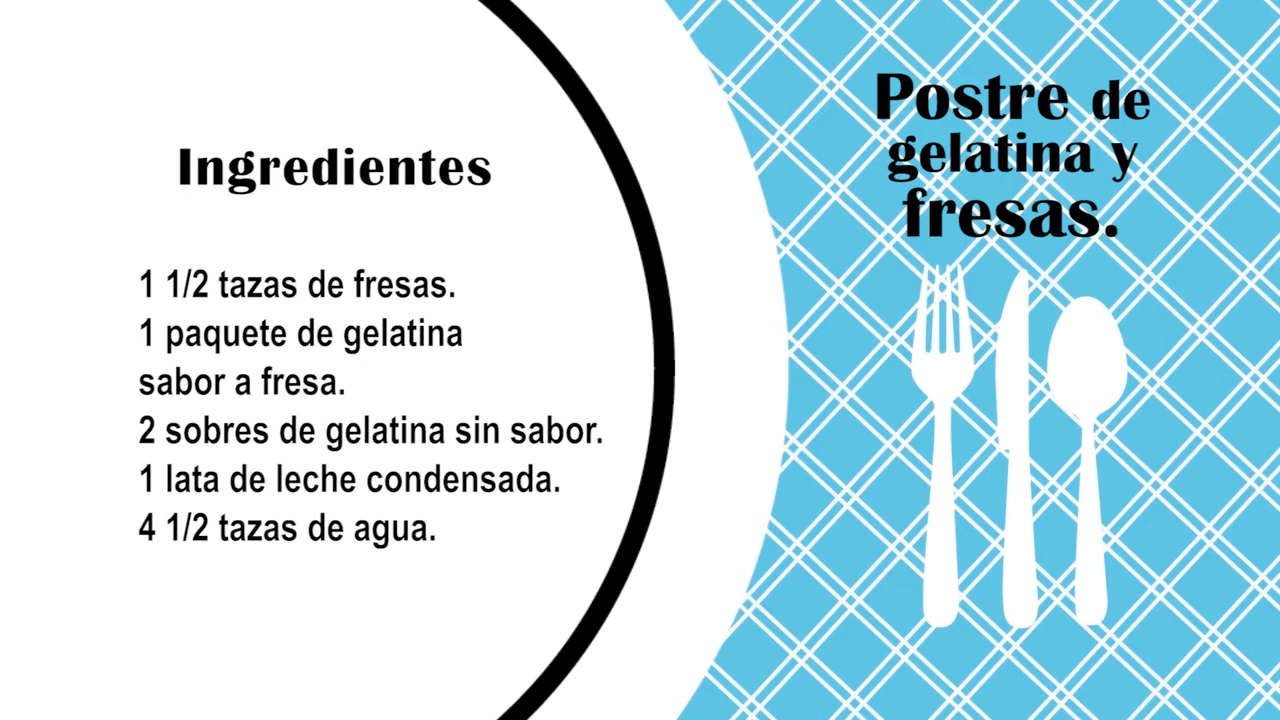 Ingredientes
1 1/2 tazas de fresas.
1 paquete de gelatina
sabor a fresa.
2 sobres de gelatina sin sabor.
1 lata de leche condensada.
4 1/2 tazas de agua.
Postre de
gelatina y
fresas.